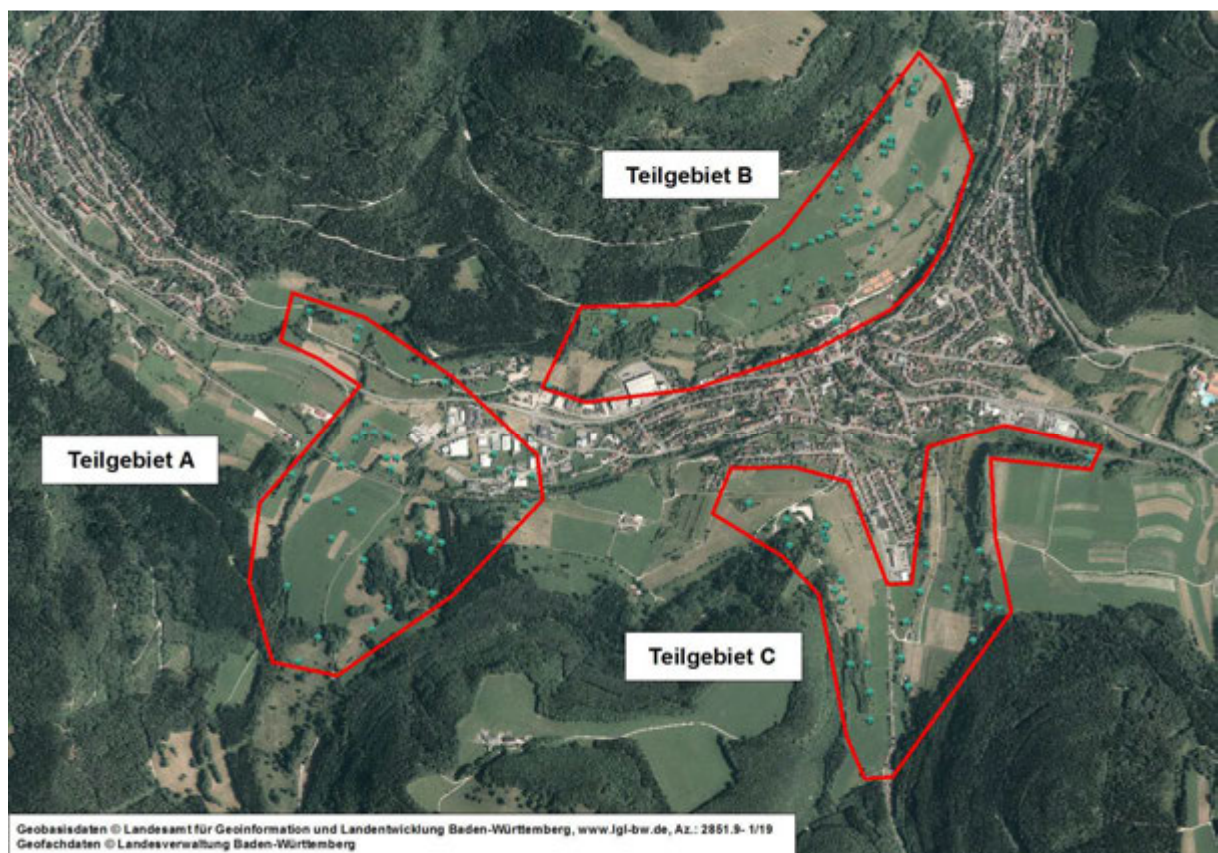 Teilgebiet B
Teilgebiet A
Teilgebiet C
Geobasisdaten © Landesamt für Geoinformation und Landentwicklung Baden-Württemberg, www.lgl-bw.de, Az.: 2851.9- 1/19
Geofachdaten © Landesverwaltung Baden-Württemberg